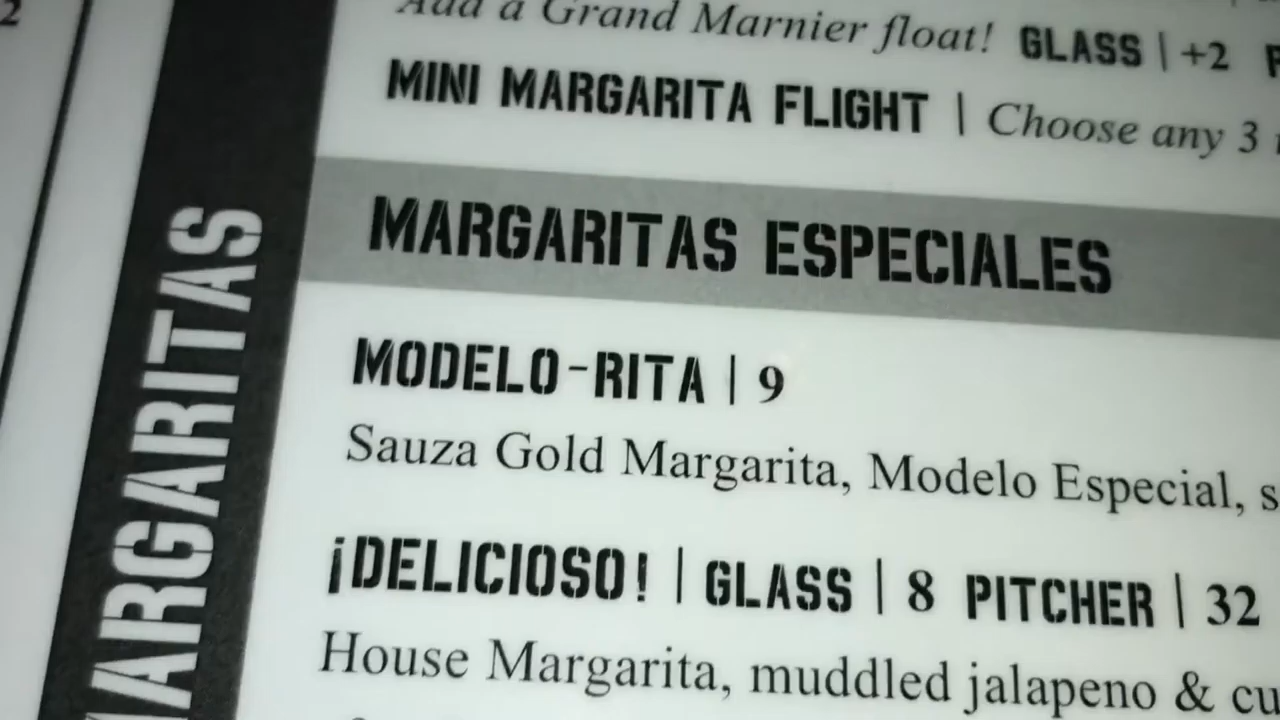 2
Add a Grand Marnier float! GLASS | +2
MINI MARGARITA FLIGHT | Choose any 3
MARGARITAS ESPECIALES
MARGARITAS
MODELO-RITA | 9
Sauza Gold Margarita, Modelo Especial,
¡DELICIOSO! | GLASS | 8 PITCHER | 32
House Margarita, muddled jalapeno &